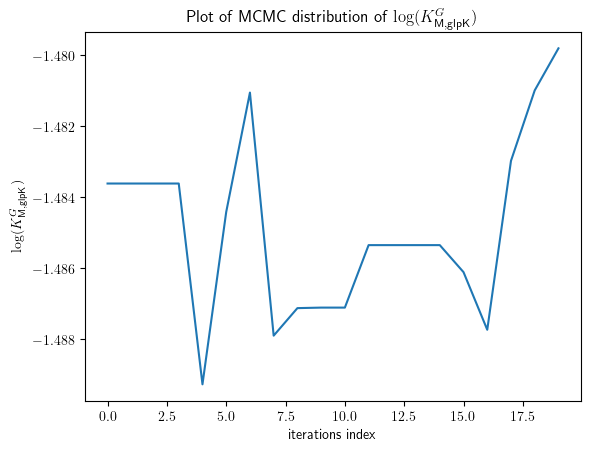 Plot of MCMC distribution of log(K^G_{M,glpK})
log(K^G_{M,glpK})
−1.480
−1.482
−1.484
−1.486
−1.488
0.0 2.5 5.0 7.5 10.0 12.5 15.0 17.5
iterations index